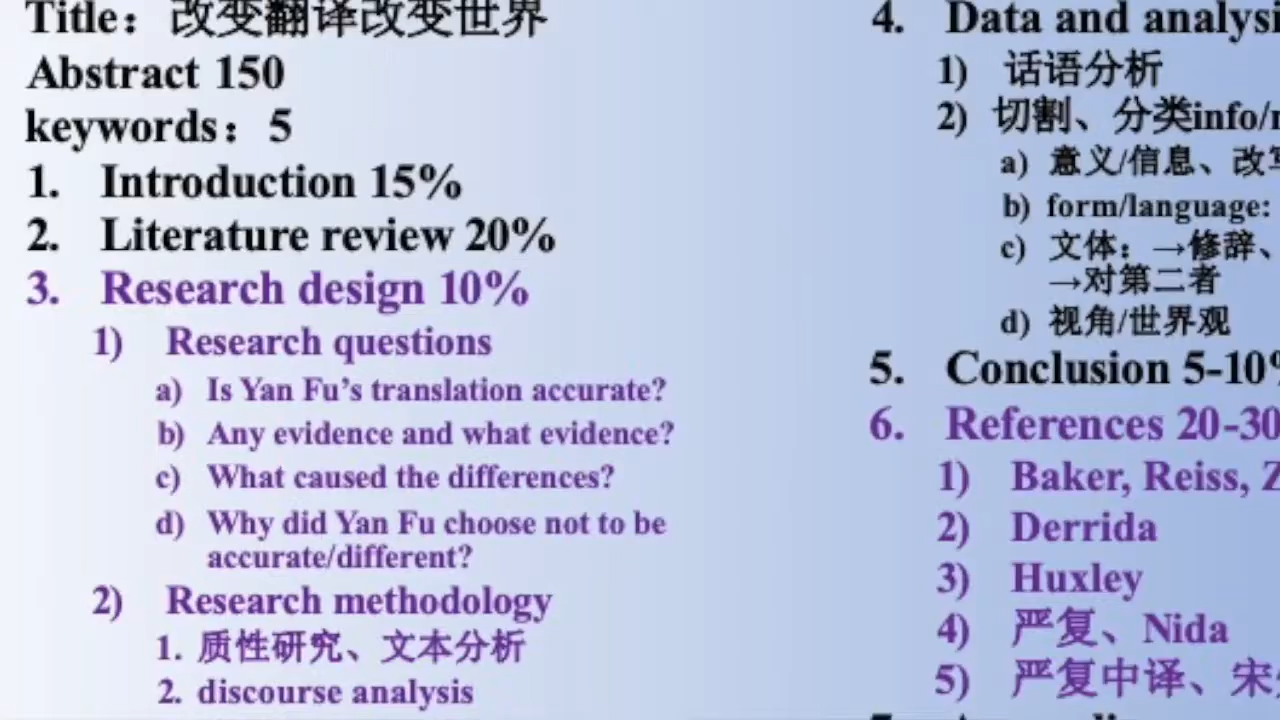 Title：改变翻译改变世界
Abstract 150
keywords：5
1. Introduction 15%
2. Literature review 20%
3. Research design 10%
1) Research questions
a) Is Yan Fu’s translation accurate?
b) Any evidence and what evidence?
c) What caused the differences?
d) Why did Yan Fu choose not to be
accurate/different?
2) Research methodology
1. 质性研究、文本分析
2. discourse analysis
4. Data and analysi
1) 话语分析
2) 切割、分类info/
a) 意义/信息、改写
b) form/language:
c) 文体：→修辞、
→对第二者
d) 视角/世界观
5. Conclusion 5-10%
6. References 20-30
1) Baker, Reiss, Z
2) Derrida
3) Huxley
4) 严复、Nida
5) 严复中译、宋